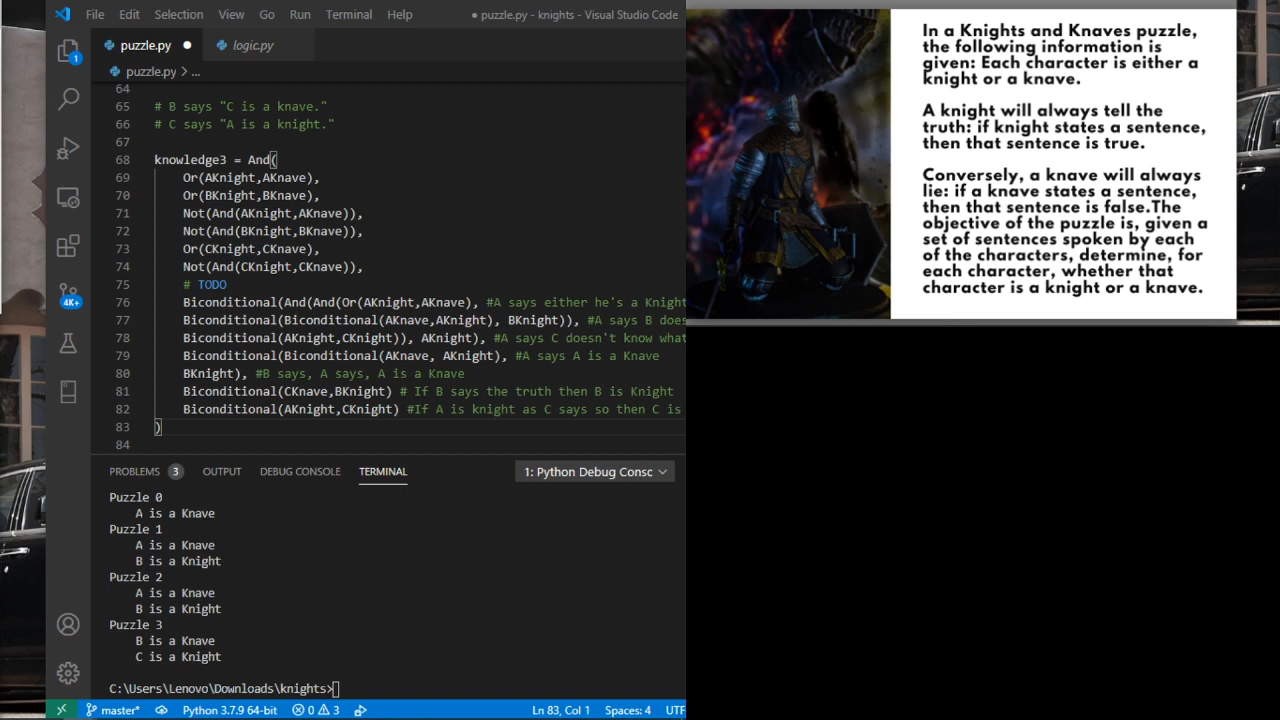 File Edit Selection View Go Run Terminal Help ● puzzle.py - knights - Visual Studio Code
puzzle.py ● logic.py
puzzle.py > ...
64
65 # B says "C is a knave."
66 # C says "A is a knight."
67
68 knowledge3 = And(
69 Or(AKnight,AKnave),
70 Or(BKnight,BKnave),
71 Not(And(AKnight,AKnave)),
72 Not(And(BKnight,BKnave)),
73 Or(CKnight,CKnave),
74 Not(And(CKnight,CKnave)),
75 # TODO
76 Biconditional(And(And(Or(AKnight,AKnave), #A says either he's a Knight
77 Biconditional(Biconditional(AKnave,AKnight), BKnight)), #A says B does
78 Biconditional(AKnight,CKnight)), AKnight), #A says C doesn't know what
79 Biconditional(Biconditional(AKnave, AKnight), #A says A is a Knave
80 BKnight), #B says, A says, A is a Knave
81 Biconditional(CKnave,BKnight) # If B says the truth then B is Knight
82 Biconditional(AKnight,CKnight) #If A is knight as C says so then C is
83 )
84
PROBLEMS 3 OUTPUT DEBUG CONSOLE TERMINAL 1: Python Debug Consc
Puzzle 0
A is a Knave
Puzzle 1
A is a Knave
B is a Knight
Puzzle 2
A is a Knave
B is a Knight
Puzzle 3
B is a Knave
C is a Knight
C:\Users\Lenovo\Downloads\knights>
master* Python 3.7.9 64-bit 0 3 Ln 83, Col 1 Spaces: 4 UTF
1
4K+
In a Knights and Knaves puzzle,
the following information is
given: Each character is either a
knight or a knave.
A knight will always tell the
truth: if knight states a sentence,
then that sentence is true.
Conversely, a knave will always
lie: if a knave states a sentence,
then that sentence is false.The
objective of the puzzle is, given a
set of sentences spoken by each
of the characters, determine, for
each character, whether that
character is a knight or a knave.